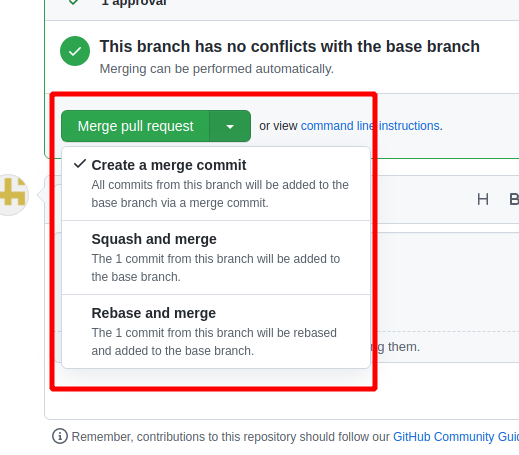 1 approval
This branch has no conflicts with the base branch
Merging can be performed automatically.
Merge pull request
or view command line instructions.
Create a merge commit
All commits from this branch will be added to the
base branch via a merge commit.
H B
Squash and merge
The 1 commit from this branch will be added to
the base branch.
Rebase and merge
The 1 commit from this branch will be rebased
and added to the base branch.
them.
Remember, contributions to this repository should follow our GitHub Community